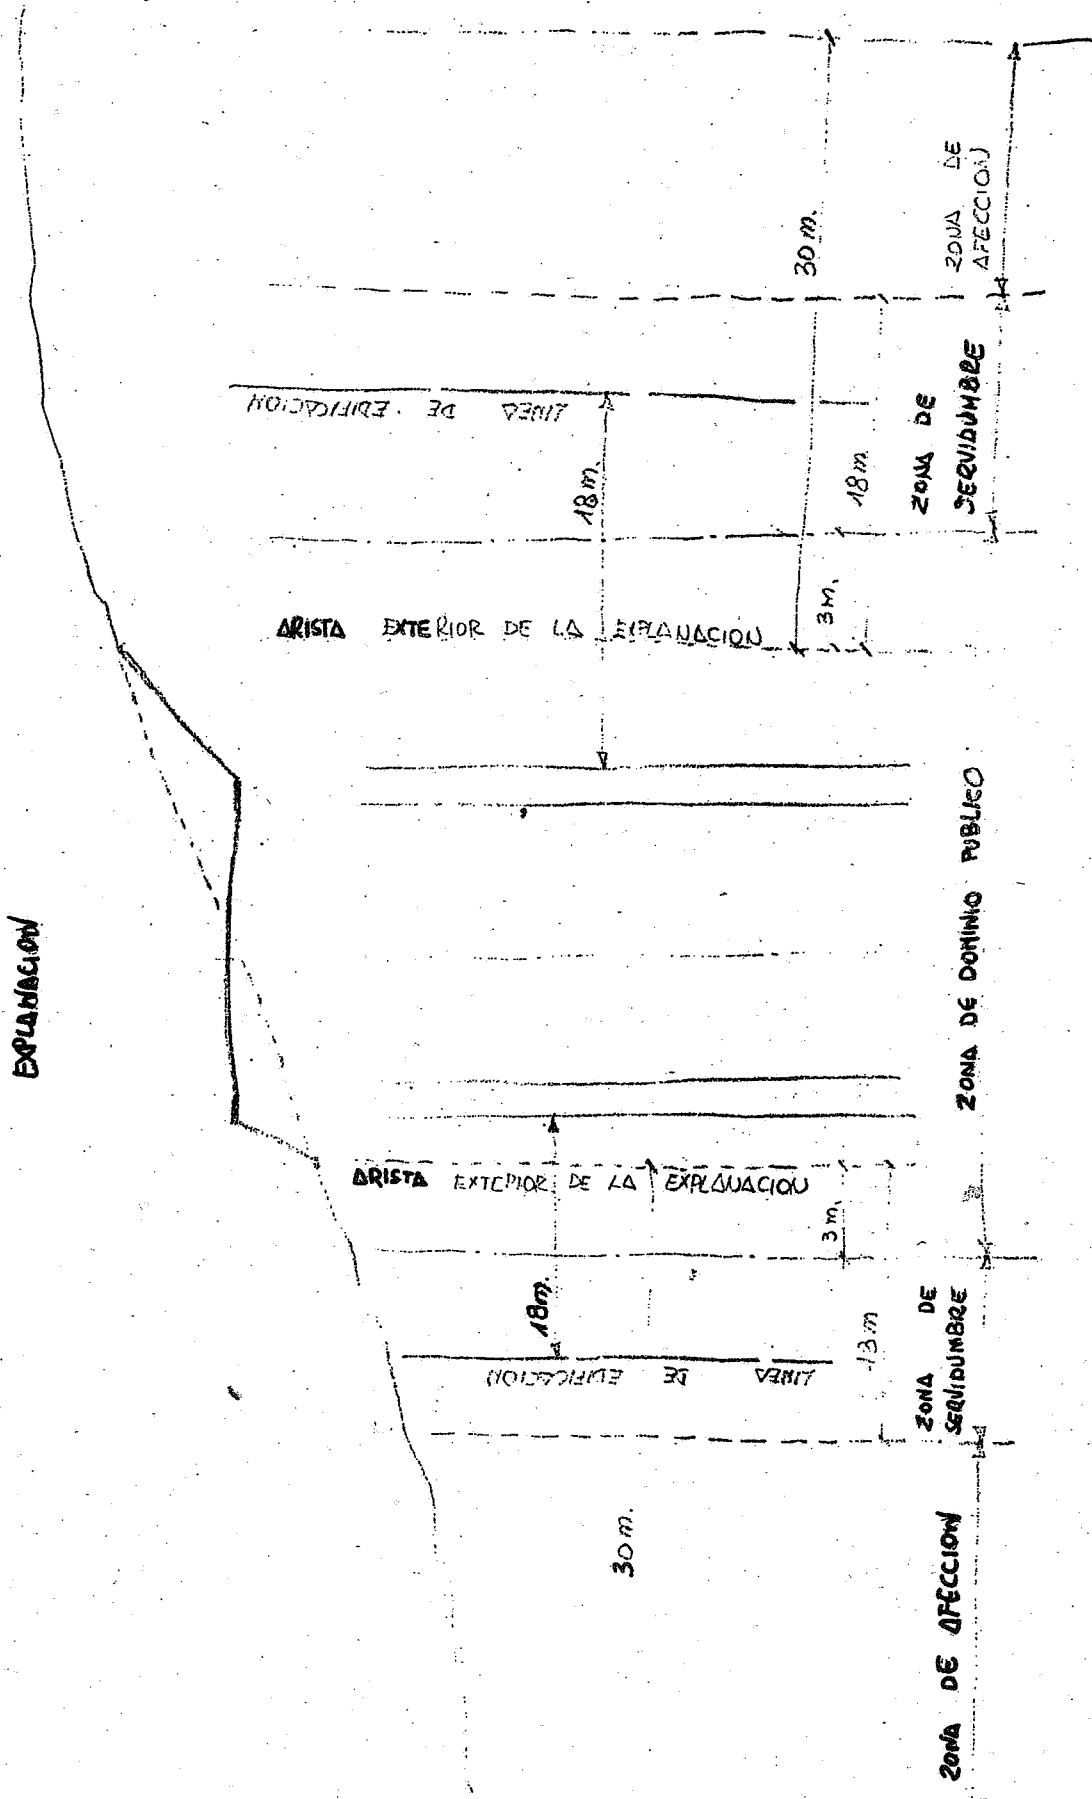 EXPLANACION
ZONA DE
AFECCION
30 m.
LINEA DE EDIFICACION
18 m.
18 m
ZONA DE
SERVIDUMBRE
3 m.
ARISTA EXTERIOR DE LA EXPLANACION
ZONA DE DOMINIO PUBLICO
ARISTA EXTERIOR DE LA EXPLANACION
3 m.
18 m.
LINEA DE EDIFICACION
ZONA DE
SERVIDUMBRE
30 m.
ZONA DE AFECCION